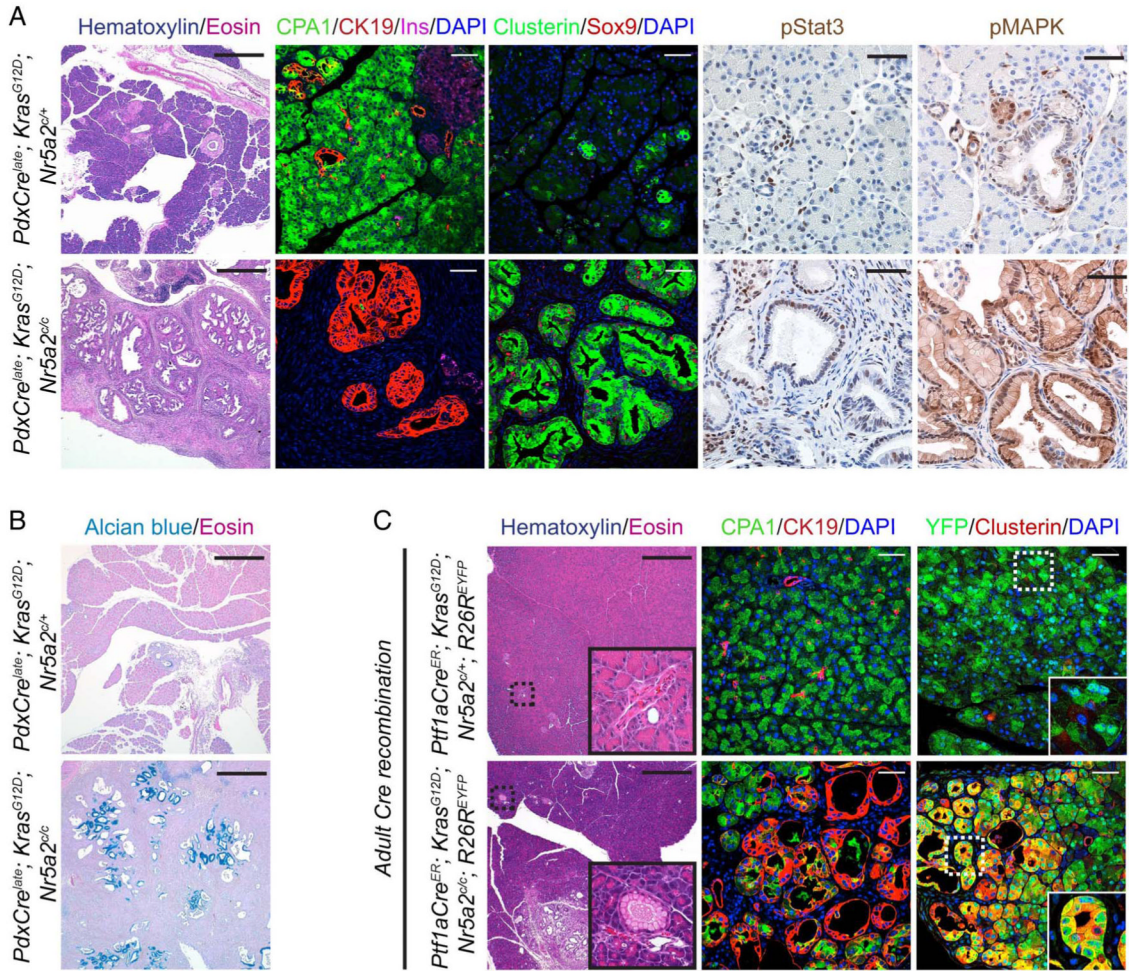 A
Hematoxylin/Eosin
CPA1/CK19/Ins/DAPI
Clusterin/Sox9/DAPI
pStat3
pMAPK
PdxCre^late; Kras^G12D;
Nr5a2^c/+
PdxCre^late; Kras^G12D;
Nr5a2^c/c
B
Alcian blue/Eosin
PdxCre^late; Kras^G12D;
Nr5a2^c/+
PdxCre^late; Kras^G12D;
Nr5a2^c/c
C
Hematoxylin/Eosin
CPA1/CK19/DAPI
YFP/Clusterin/DAPI
Adult Cre recombination
Ptf1aCre^ER; Kras^G12D;
Nr5a2^c/+; R26R^EYFP
Ptf1aCre^ER; Kras^G12D;
Nr5a2^c/c; R26R^EYFP